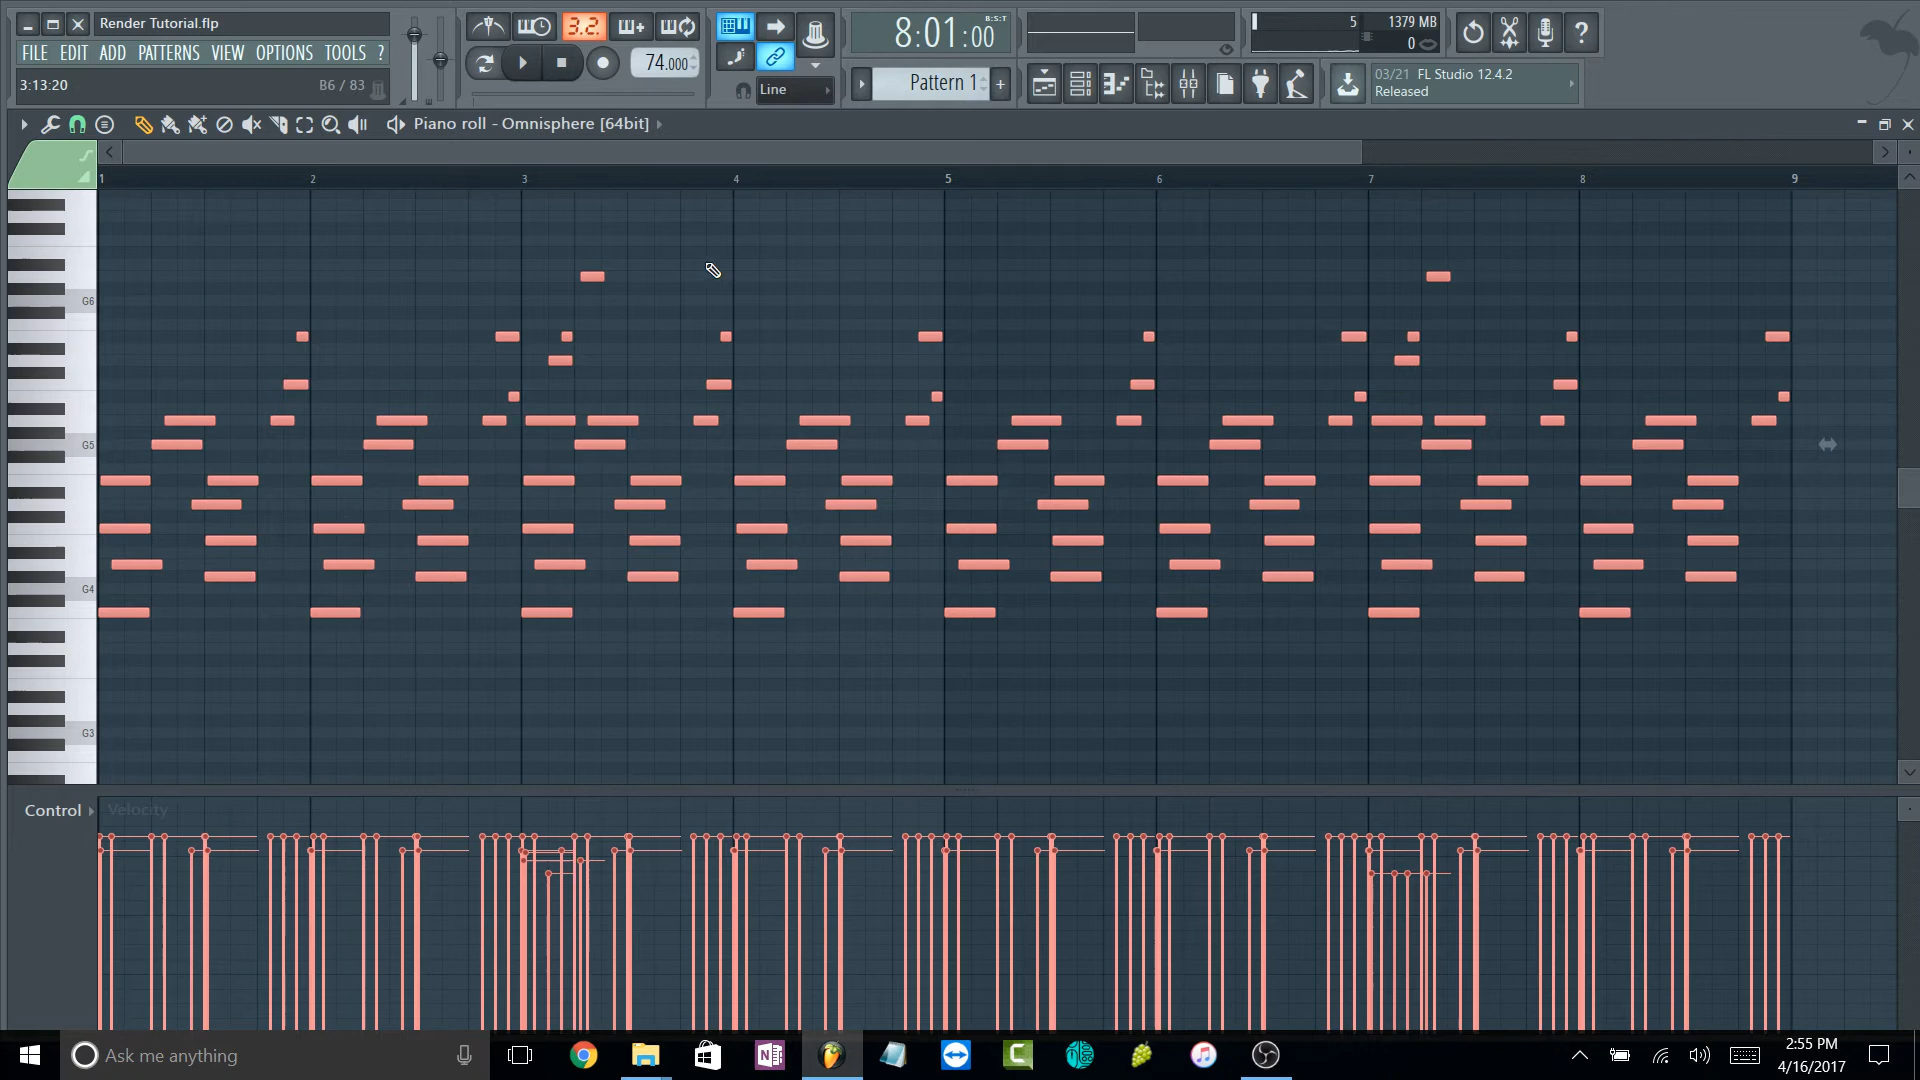 Render Tutorial.flp
FILE EDIT ADD PATTERNS VIEW OPTIONS TOOLS ?
3:13:20 B6 / 83
3.2.
74.000
Line
8:01:00 B:S:T
Pattern 1 +
5 1379 MB
0
?
03/21 FL Studio 12.4.2
Released
Piano roll - Omnisphere [64bit]
1 2 3 4 5 6 7 8 9
G6
G5
G4
G3
Control Velocity
Ask me anything
2:55 PM
4/16/2017